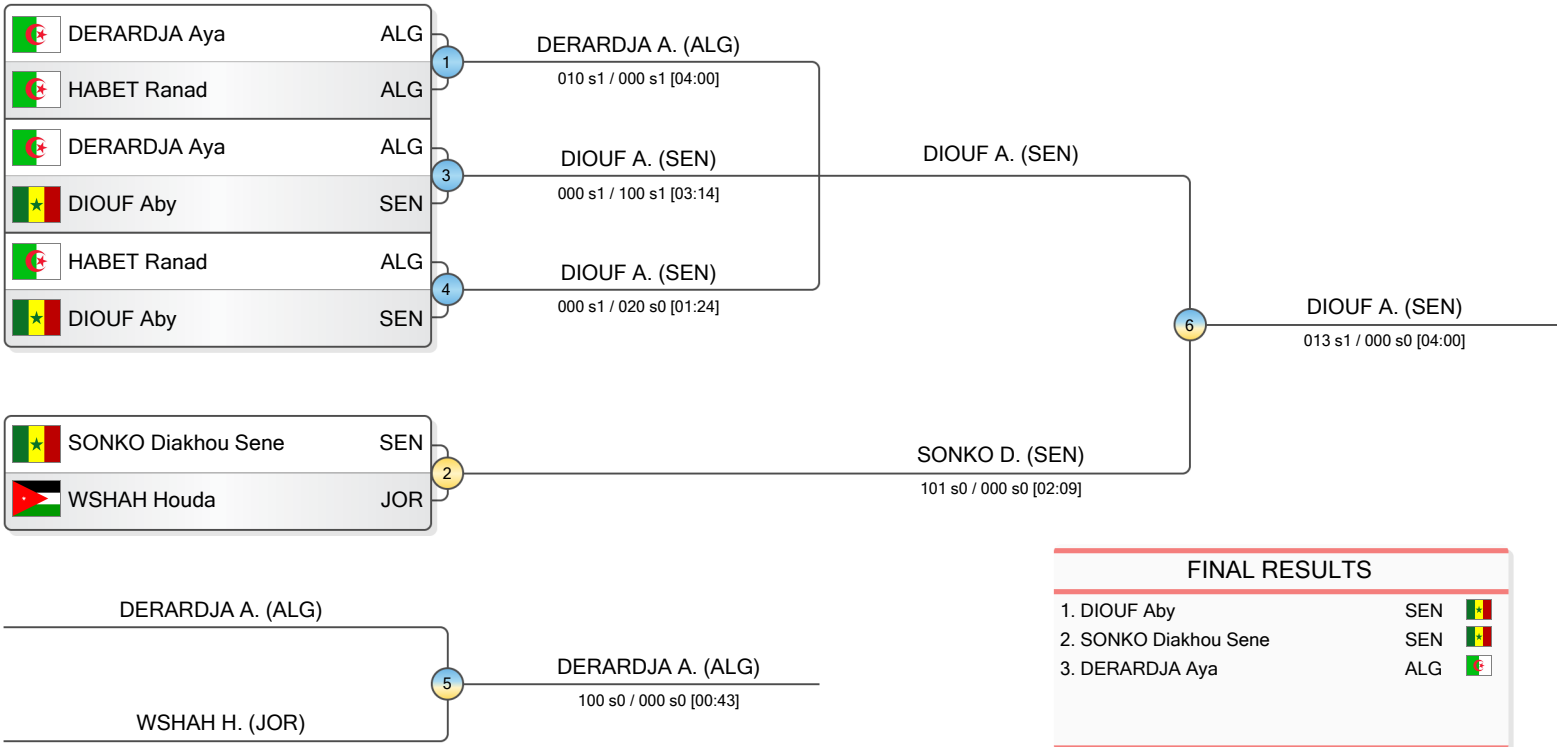 DERARDJA Aya ALG
HABET Ranad ALG
1
DERARDJA A. (ALG)
010 s1 / 000 s1 [04:00]
DERARDJA Aya ALG
DIOUF Aby SEN
3
DIOUF A. (SEN)
000 s1 / 100 s1 [03:14]
HABET Ranad ALG
DIOUF Aby SEN
4
DIOUF A. (SEN)
000 s1 / 020 s0 [01:24]
DIOUF A. (SEN)
SONKO Diakhou Sene SEN
WSHAH Houda JOR
2
SONKO D. (SEN)
101 s0 / 000 s0 [02:09]
6
DIOUF A. (SEN)
013 s1 / 000 s0 [04:00]
DERARDJA A. (ALG)
WSHAH H. (JOR)
5
DERARDJA A. (ALG)
100 s0 / 000 s0 [00:43]
FINAL RESULTS
1. DIOUF Aby SEN
2. SONKO Diakhou Sene SEN
3. DERARDJA Aya ALG